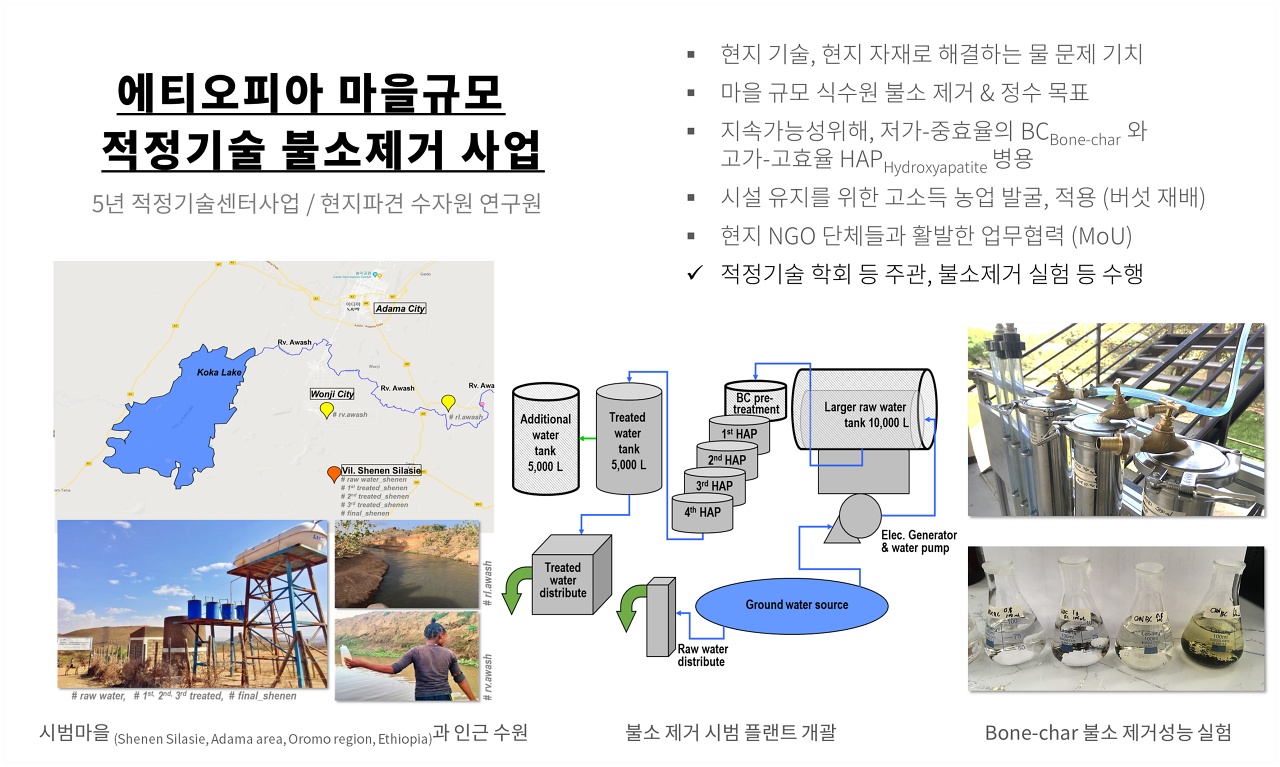 에티오피아 마을규모
적정기술 불소제거 사업
5년 적정기술센터사업 / 현지파견 수자원 연구원
▪ 현지 기술, 현지 자재로 해결하는 물 문제 기치
▪ 마을 규모 식수원 불소 제거 & 정수 목표
▪ 지속가능성위해, 저가-중효율의 BC Bone-char 와
고가-고효율 HAP Hydroxyapatite 병용
▪ 시설 유지를 위한 고소득 농업 발굴, 적용 (버섯 재배)
▪ 현지 NGO 단체들과 활발한 업무협력 (MoU)
✓ 적정기술 학회 등 주관, 불소제거 실험 등 수행
Adama City
Rv. Awash
Koka Lake
Wonji
Rv. Awash
Rv. Awa
Wonji City
# rv.awash
# rl.awash
Vil. Shenen Silasie
# raw water_shenen
# 1st treated_shenen
# 2nd treated_shenen
# 3rd treated_shenen
# final_shenen
# rl.awash
# rv.awash
# raw water, # 1st, 2nd, 3rd treated, # final_shenen
시범마을 (Shenen Silasie, Adama area, Oromo region, Ethiopia)과 인근 수원
Additional
water
tank
5,000 L
Treated
water
tank
5,000 L
BC pre-
treatment
1st HAP
2nd HAP
3rd HAP
4th HAP
Larger raw water
tank 10,000 L
Elec. Generator
& water pump
Treated
water
distribute
Ground water source
Raw water
distribute
불소 제거 시범 플랜트 개괄
Bone-char 불소 제거성능 실험